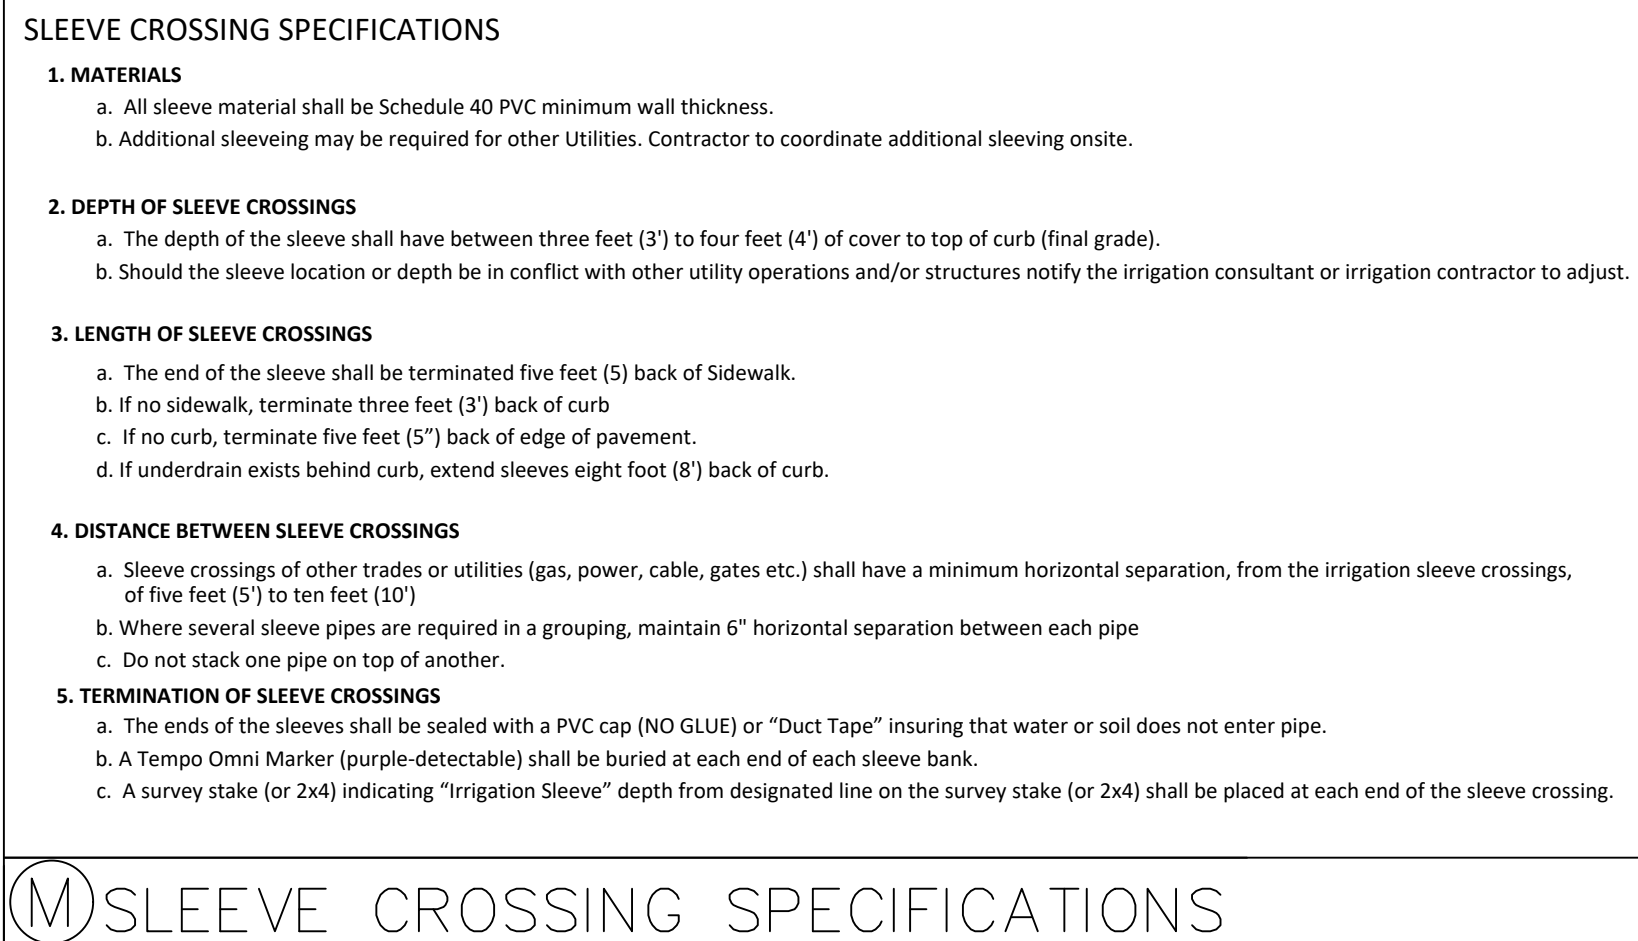 SLEEVE CROSSING SPECIFICATIONS
1. MATERIALS
a. All sleeve material shall be Schedule 40 PVC minimum wall thickness.
b. Additional sleeveing may be required for other Utilities. Contractor to coordinate additional sleeving onsite.
2. DEPTH OF SLEEVE CROSSINGS
a. The depth of the sleeve shall have between three feet (3') to four feet (4') of cover to top of curb (final grade).
b. Should the sleeve location or depth be in conflict with other utility operations and/or structures notify the irrigation consultant or irrigation contractor to adjust.
3. LENGTH OF SLEEVE CROSSINGS
a. The end of the sleeve shall be terminated five feet (5) back of Sidewalk.
b. If no sidewalk, terminate three feet (3') back of curb
c. If no curb, terminate five feet (5”) back of edge of pavement.
d. If underdrain exists behind curb, extend sleeves eight foot (8') back of curb.
4. DISTANCE BETWEEN SLEEVE CROSSINGS
a. Sleeve crossings of other trades or utilities (gas, power, cable, gates etc.) shall have a minimum horizontal separation, from the irrigation sleeve crossings,
of five feet (5') to ten feet (10')
b. Where several sleeve pipes are required in a grouping, maintain 6" horizontal separation between each pipe
c. Do not stack one pipe on top of another.
5. TERMINATION OF SLEEVE CROSSINGS
a. The ends of the sleeves shall be sealed with a PVC cap (NO GLUE) or “Duct Tape” insuring that water or soil does not enter pipe.
b. A Tempo Omni Marker (purple-detectable) shall be buried at each end of each sleeve bank.
c. A survey stake (or 2x4) indicating “Irrigation Sleeve” depth from designated line on the survey stake (or 2x4) shall be placed at each end of the sleeve crossing.
M SLEEVE CROSSING SPECIFICATIONS